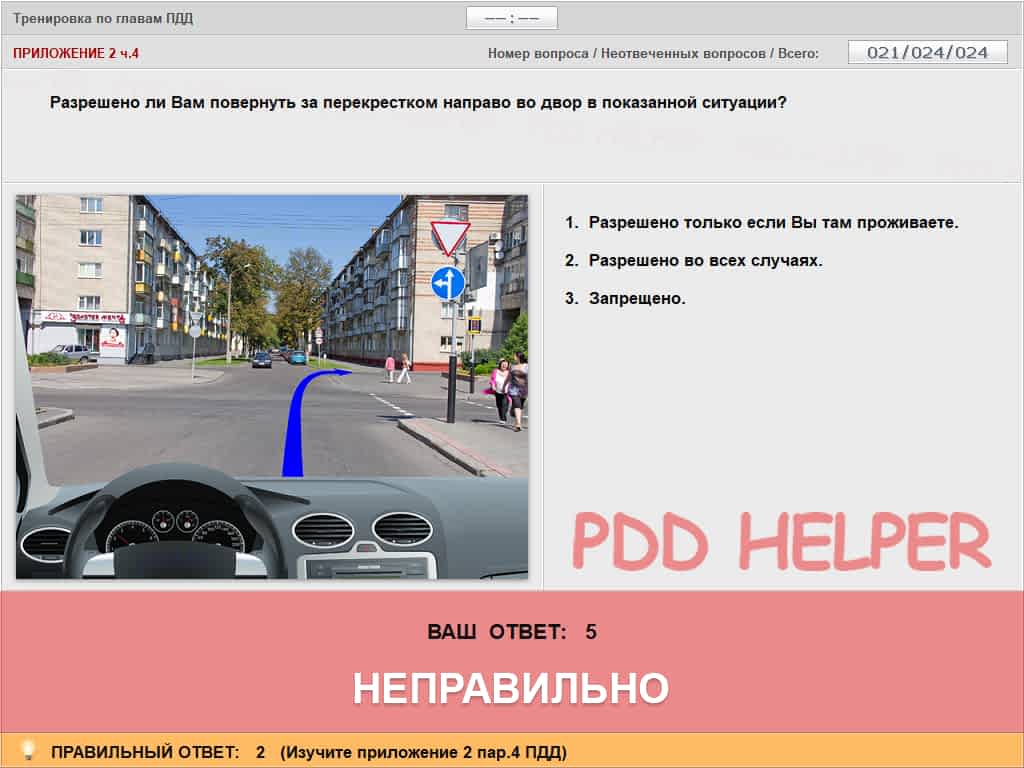 Тренировка по главам ПДД
—— : ——
ПРИЛОЖЕНИЕ 2 ч.4
Номер вопроса / Неотвеченных вопросов / Всего:
021/024/024
Разрешено ли Вам повернуть за перекрестком направо во двор в показанной ситуации?
1. Разрешено только если Вы там проживаете.
2. Разрешено во всех случаях.
3. Запрещено.
PDD HELPER
ВАШ ОТВЕТ: 5
НЕПРАВИЛЬНО
ПРАВИЛЬНЫЙ ОТВЕТ: 2 (Изучите приложение 2 пар.4 ПДД)